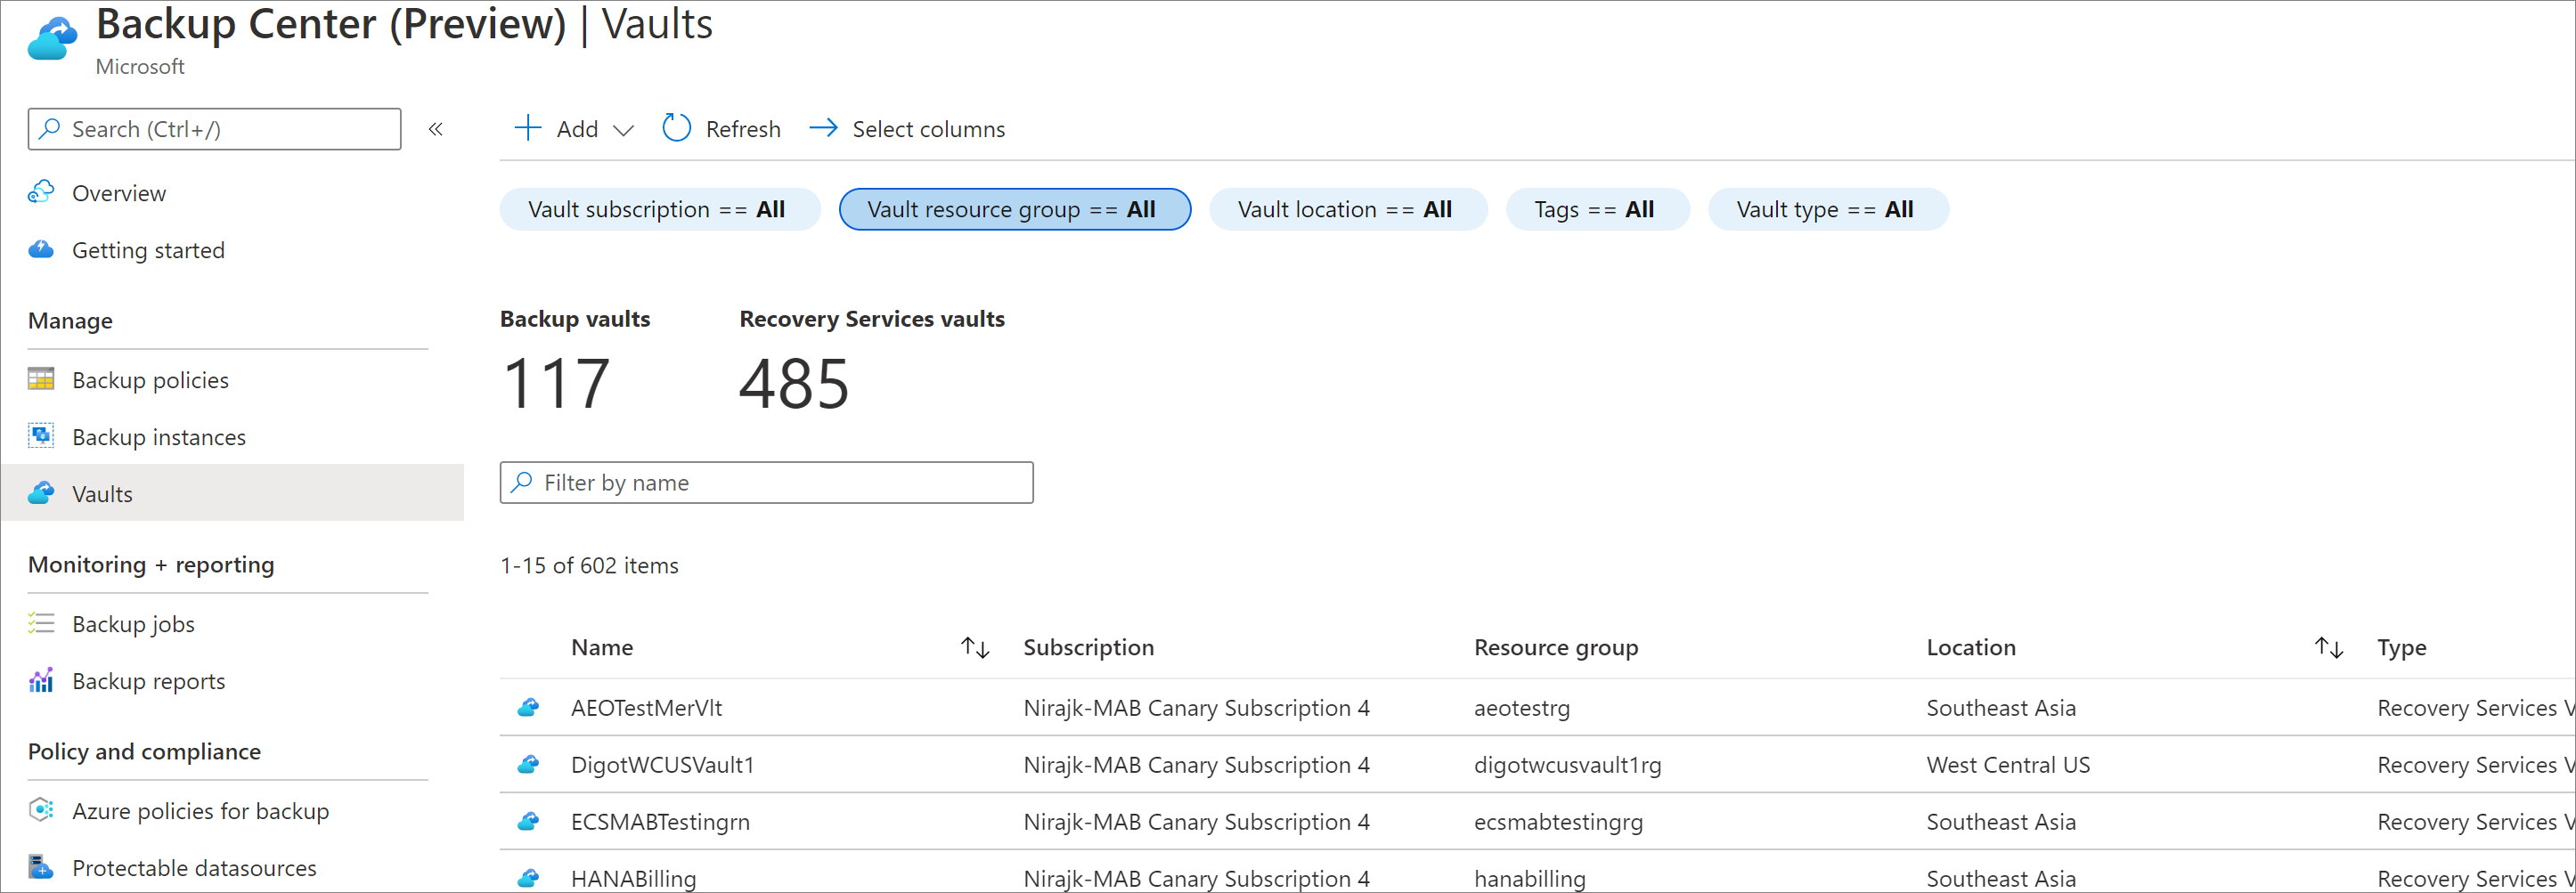 Backup Center (Preview) | Vaults
Microsoft
Search (Ctrl+/)
«
Overview
Getting started
Manage
Backup policies
Backup instances
Vaults
Monitoring + reporting
Backup jobs
Backup reports
Policy and compliance
Azure policies for backup
Protectable datasources
Add Refresh Select columns
Vault subscription == All Vault resource group == All Vault location == All Tags == All Vault type == All
Backup vaults Recovery Services vaults
117 485
Filter by name
1-15 of 602 items
Name Subscription Resource group Location Type
AEOTestMerVlt Nirajk-MAB Canary Subscription 4 aeotestrg Southeast Asia Recovery Services V
DigotWCUSVault1 Nirajk-MAB Canary Subscription 4 digotwcusvault1rg West Central US Recovery Services V
ECSMABTestingrn Nirajk-MAB Canary Subscription 4 ecsmabtestingrg Southeast Asia Recovery Services V
HANABilling Nirajk-MAB Canary Subscription 4 hanabilling Southeast Asia Recovery Services V